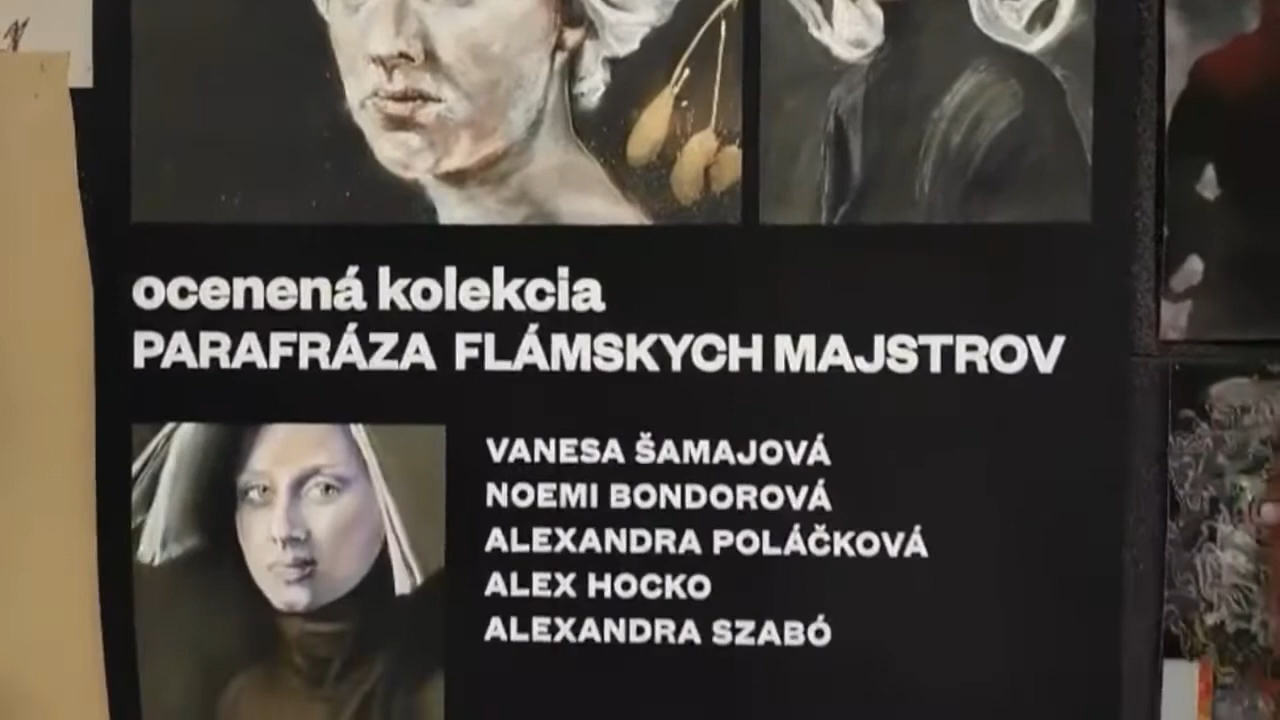 ocenená kolekcia
PARAFRÁZA FLÁMSKYCH MAJSTROV
VANESA ŠAMAJOVÁ
NOEMI BONDOROVÁ
ALEXANDRA POLÁČKOVÁ
ALEX HOCKO
ALEXANDRA SZABÓ